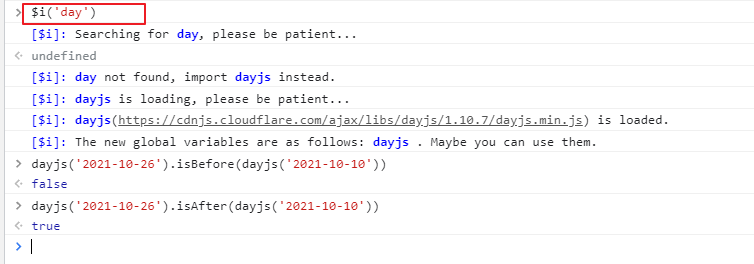 > $i('day')
[$i]: Searching for day, please be patient...
undefined
[$i]: day not found, import dayjs instead.
[$i]: dayjs is loading, please be patient...
[$i]: dayjs(https://cdnjs.cloudflare.com/ajax/libs/dayjs/1.10.7/dayjs.min.js) is loaded.
[$i]: The new global variables are as follows: dayjs . Maybe you can use them.
> dayjs('2021-10-26').isBefore(dayjs('2021-10-10'))
false
> dayjs('2021-10-26').isAfter(dayjs('2021-10-10'))
true
>